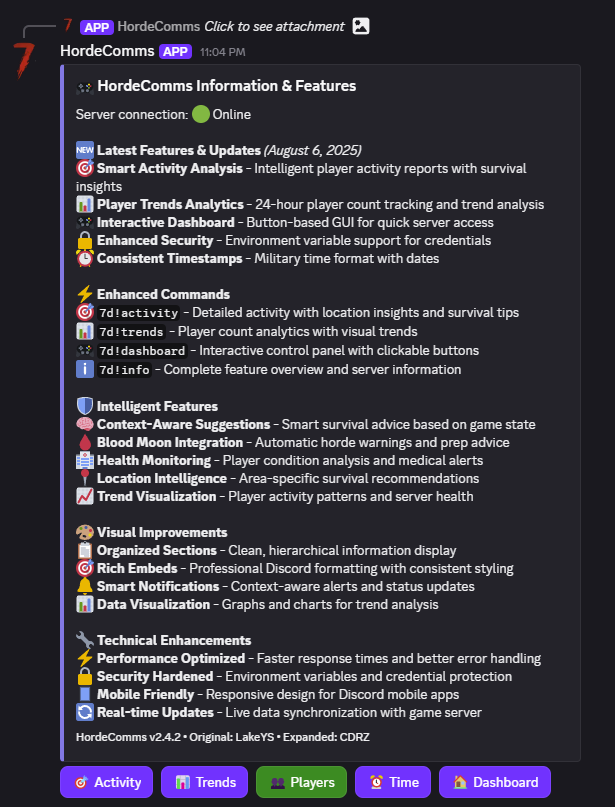 7 APP HordeComms Click to see attachment
7
HordeComms APP 11:04 PM
HordeComms Information & Features
Server connection: Online
NEW Latest Features & Updates (August 6, 2025)
Smart Activity Analysis - Intelligent player activity reports with survival
insights
Player Trends Analytics - 24-hour player count tracking and trend analysis
Interactive Dashboard - Button-based GUI for quick server access
Enhanced Security - Environment variable support for credentials
Consistent Timestamps - Military time format with dates
Enhanced Commands
7d!activity - Detailed activity with location insights and survival tips
7d!trends - Player count analytics with visual trends
7d!dashboard - Interactive control panel with clickable buttons
i 7d!info - Complete feature overview and server information
Intelligent Features
Context-Aware Suggestions - Smart survival advice based on game state
Blood Moon Integration - Automatic horde warnings and prep advice
Health Monitoring - Player condition analysis and medical alerts
Location Intelligence - Area-specific survival recommendations
Trend Visualization - Player activity patterns and server health
Visual Improvements
Organized Sections - Clean, hierarchical information display
Rich Embeds - Professional Discord formatting with consistent styling
Smart Notifications - Context-aware alerts and status updates
Data Visualization - Graphs and charts for trend analysis
Technical Enhancements
Performance Optimized - Faster response times and better error handling
Security Hardened - Environment variables and credential protection
Mobile Friendly - Responsive design for Discord mobile apps
Real-time Updates - Live data synchronization with game server
HordeComms v2.4.2 • Original: LakeYS • Expanded: CDRZ
Activity Trends Players Time Dashboard